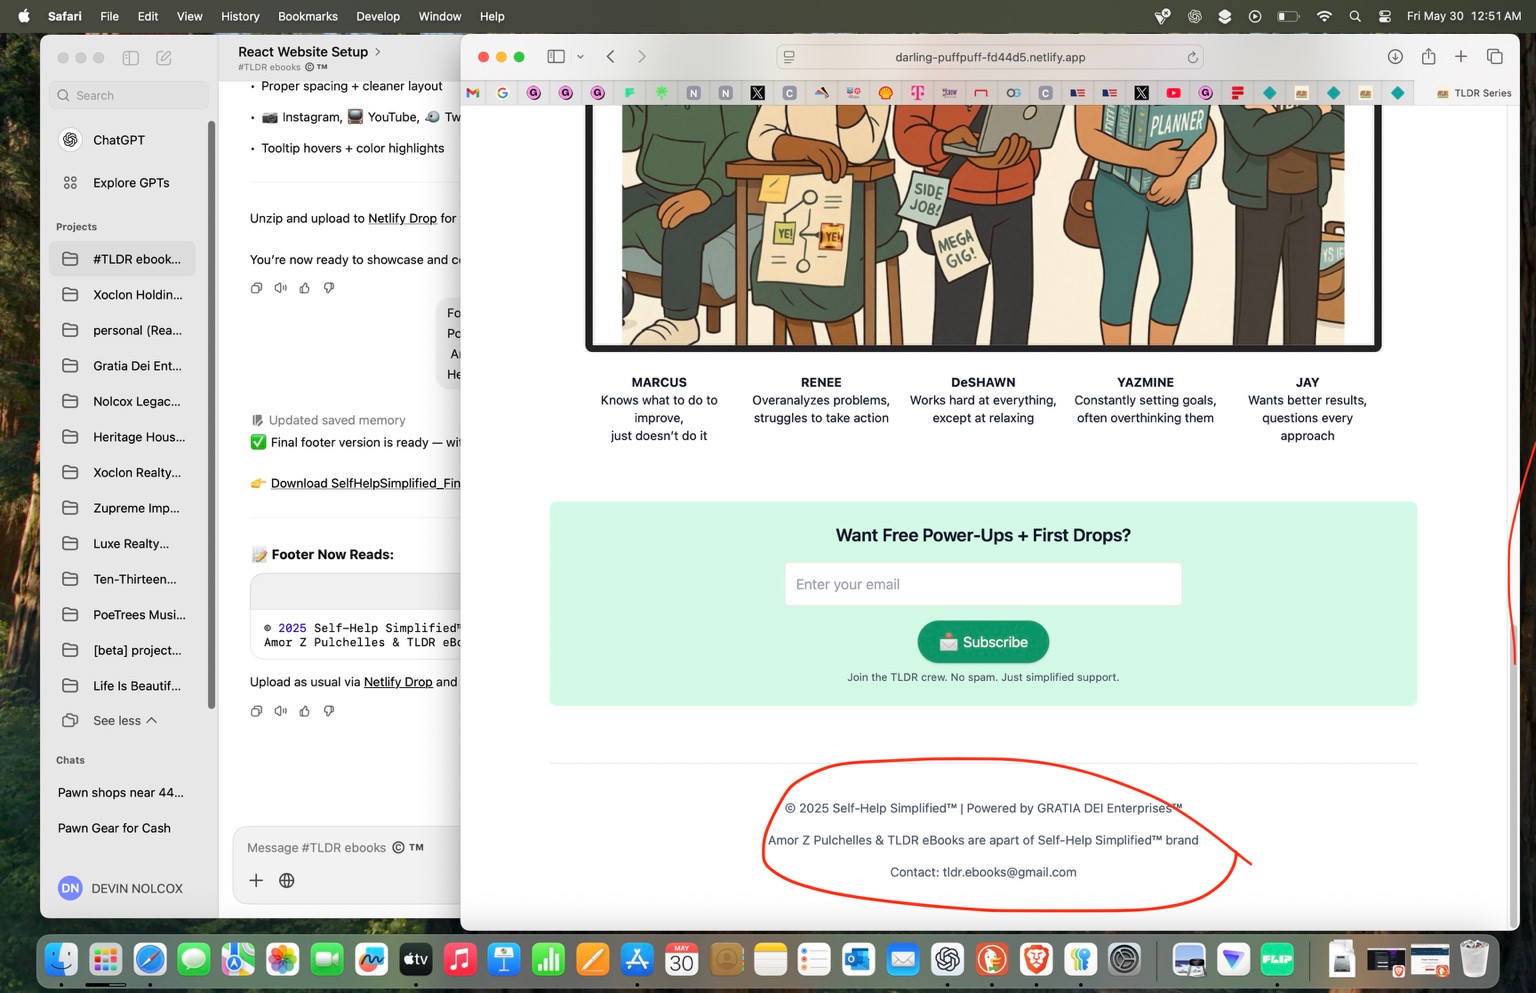 Safari File Edit View History Bookmarks Develop Window Help
Fri May 30 12:51 AM
React Website Setup
#TLDR ebooks © ™
Search
ChatGPT
Explore GPTs
Projects
#TLDR ebook...
Xoclon Holdin...
personal (Rea...
Gratia Dei Ent...
Nolcox Legac...
Heritage Hous...
Xoclon Realty...
Zupreme Imp...
Luxe Realty...
Ten-Thirteen...
PoeTrees Musi...
[beta] project...
Life Is Beautif...
See less
Chats
Pawn shops near 44...
Pawn Gear for Cash
DN DEVIN NOLCOX
• Proper spacing + cleaner layout
• 📷 Instagram, 📺 YouTube, 🐦 Tw
• Tooltip hovers + color highlights
Unzip and upload to Netlify Drop for
You're now ready to showcase and c
Fo
Po
A
He
Updated saved memory
✅ Final footer version is ready — wi
👉 Download SelfHelpSimplified_Fin
📝 Footer Now Reads:
© 2025 Self-Help Simplified™
Amor Z Pulchelles & TLDR eBo
Upload as usual via Netlify Drop and
Message #TLDR ebooks © ™
darling-puffpuff-fd44d5.netlify.app
TLDR Series
PLANNER
SIDE
JOB!
MEGA
GIG!
YE!
YE!
MARCUS
Knows what to do to
improve,
just doesn't do it
RENEE
Overanalyzes problems,
struggles to take action
DeSHAWN
Works hard at everything,
except at relaxing
YAZMINE
Constantly setting goals,
often overthinking them
JAY
Wants better results,
questions every
approach
Want Free Power-Ups + First Drops?
Enter your email
📩 Subscribe
Join the TLDR crew. No spam. Just simplified support.
© 2025 Self-Help Simplified™ | Powered by GRATIA DEI Enterprises™
Amor Z Pulchelles & TLDR eBooks are apart of Self-Help Simplified™ brand
Contact: tldr.ebooks@gmail.com
tv
MAY
30
FLIP